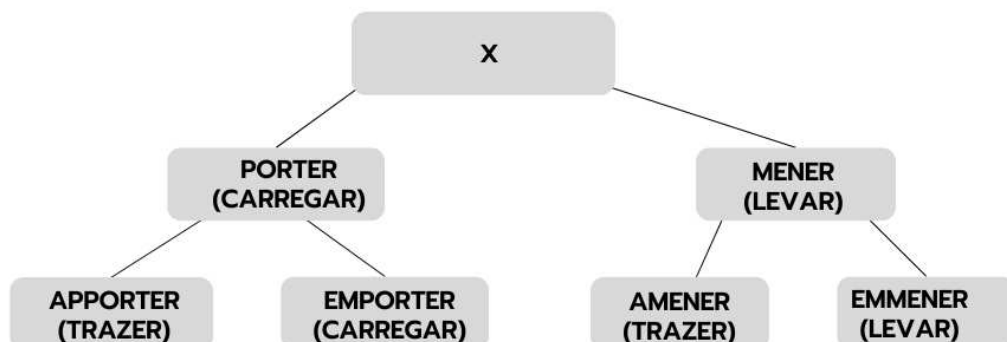 X
PORTER
(CARREGAR)
MENER
(LEVAR)
APPORTER
(TRAZER)
EMPORTER
(CARREGAR)
AMENER
(TRAZER)
EMMENER
(LEVAR)